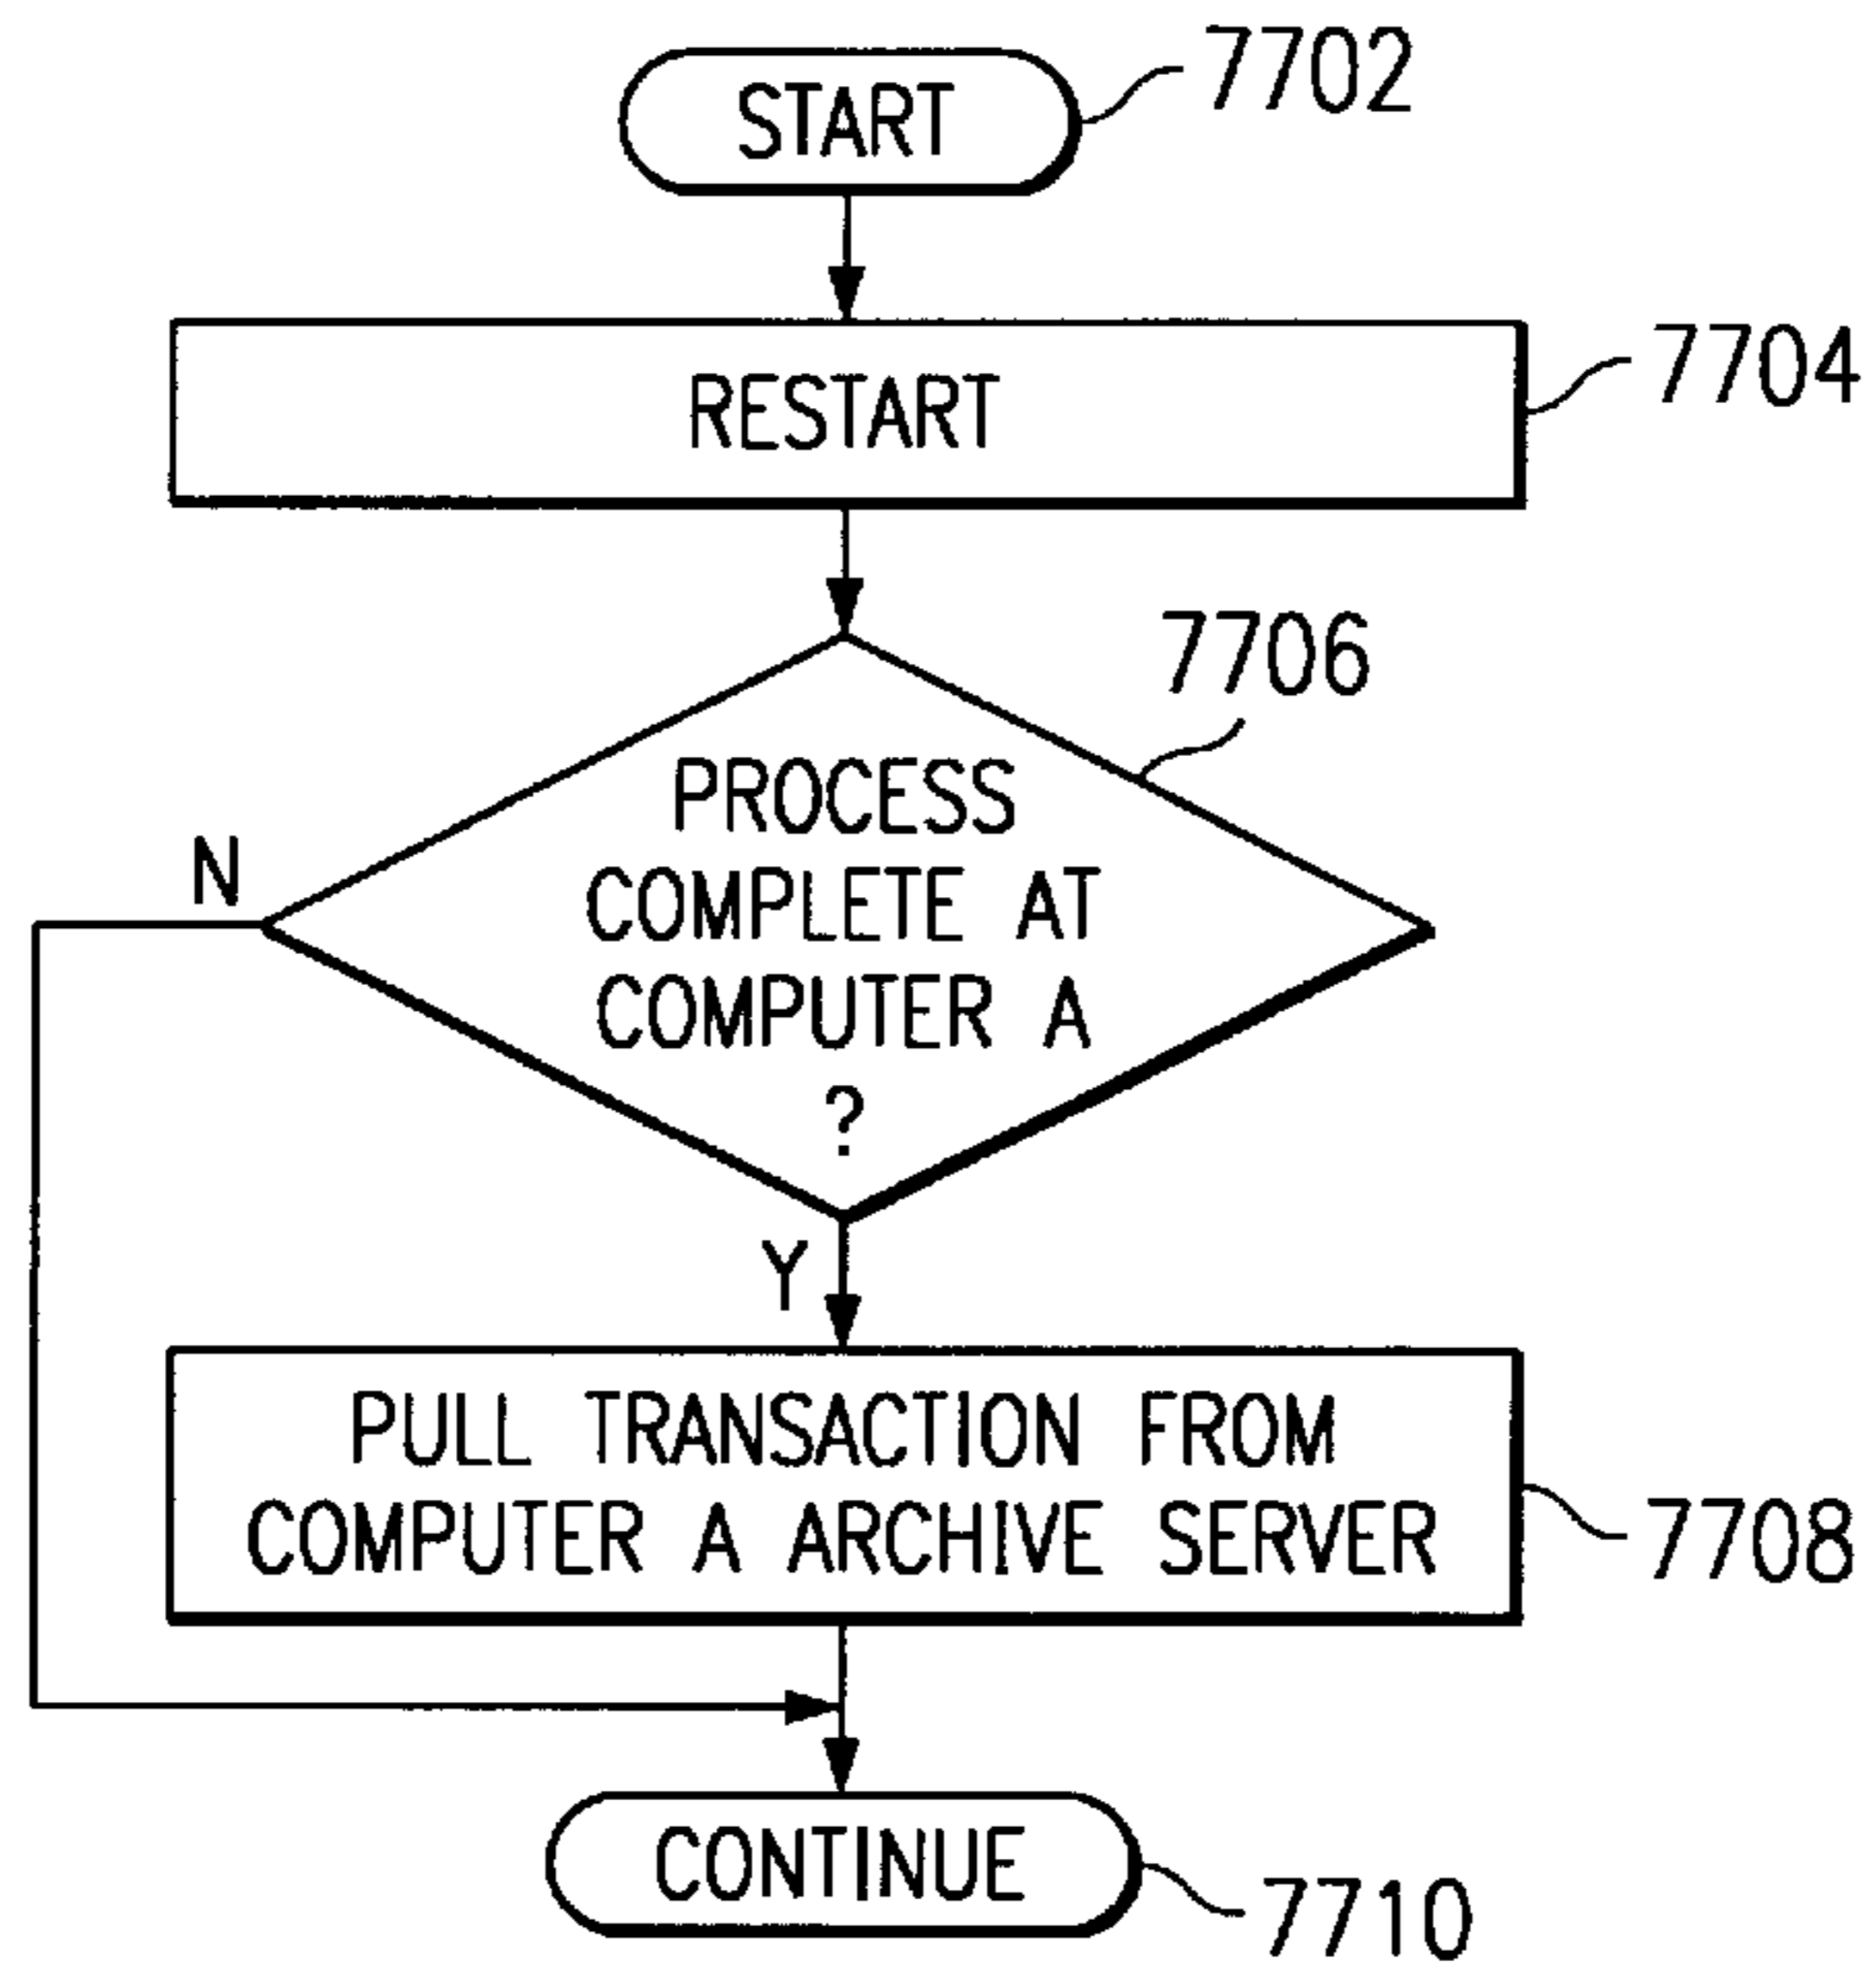 START
7702
RESTART
7704
7706
PROCESS
COMPLETE AT
COMPUTER A
?
N
Y
PULL TRANSACTION FROM
COMPUTER A ARCHIVE SERVER
7708
CONTINUE
7710